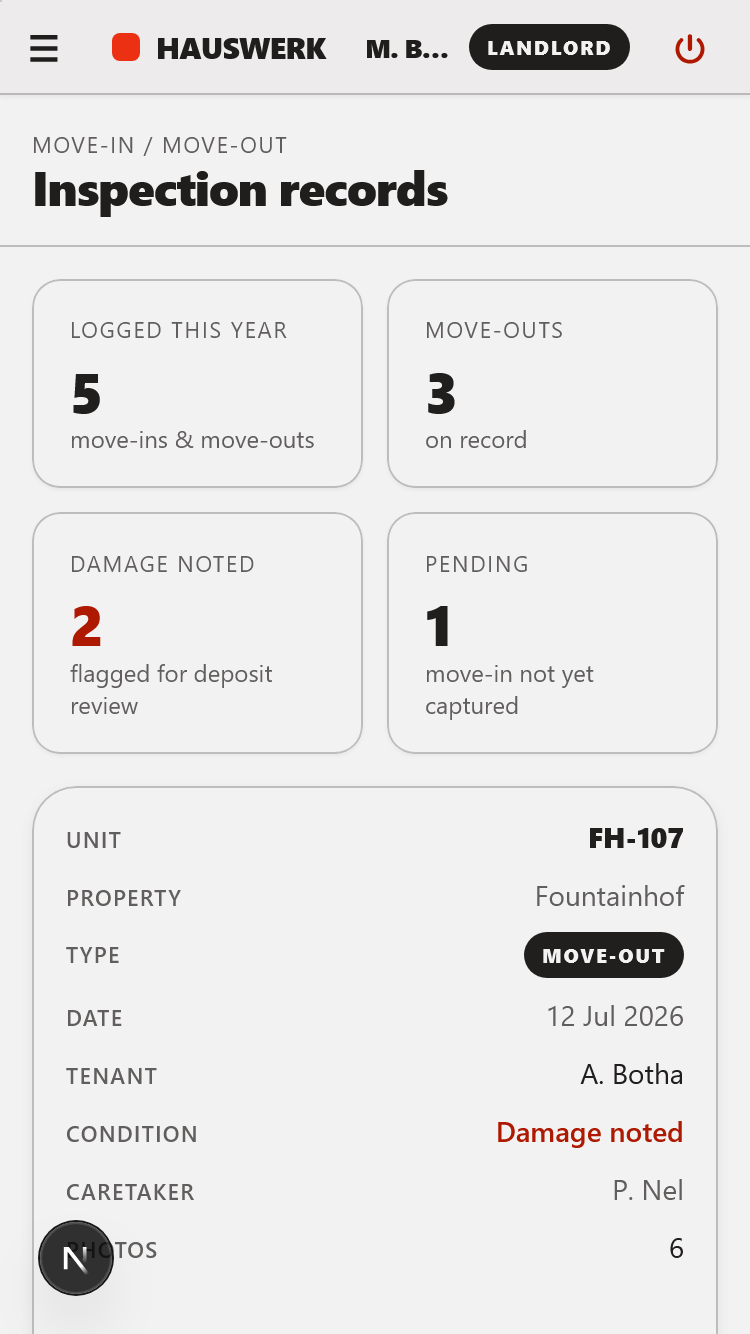 HAUSWERK M. B... LANDLORD
MOVE-IN / MOVE-OUT
Inspection records
LOGGED THIS YEAR
5
move-ins & move-outs
MOVE-OUTS
3
on record
DAMAGE NOTED
2
flagged for deposit
review
PENDING
1
move-in not yet
captured
UNIT FH-107
PROPERTY Fountainhof
TYPE MOVE-OUT
DATE 12 Jul 2026
TENANT A. Botha
CONDITION Damage noted
CARETAKER P. Nel
PHOTOS 6
N